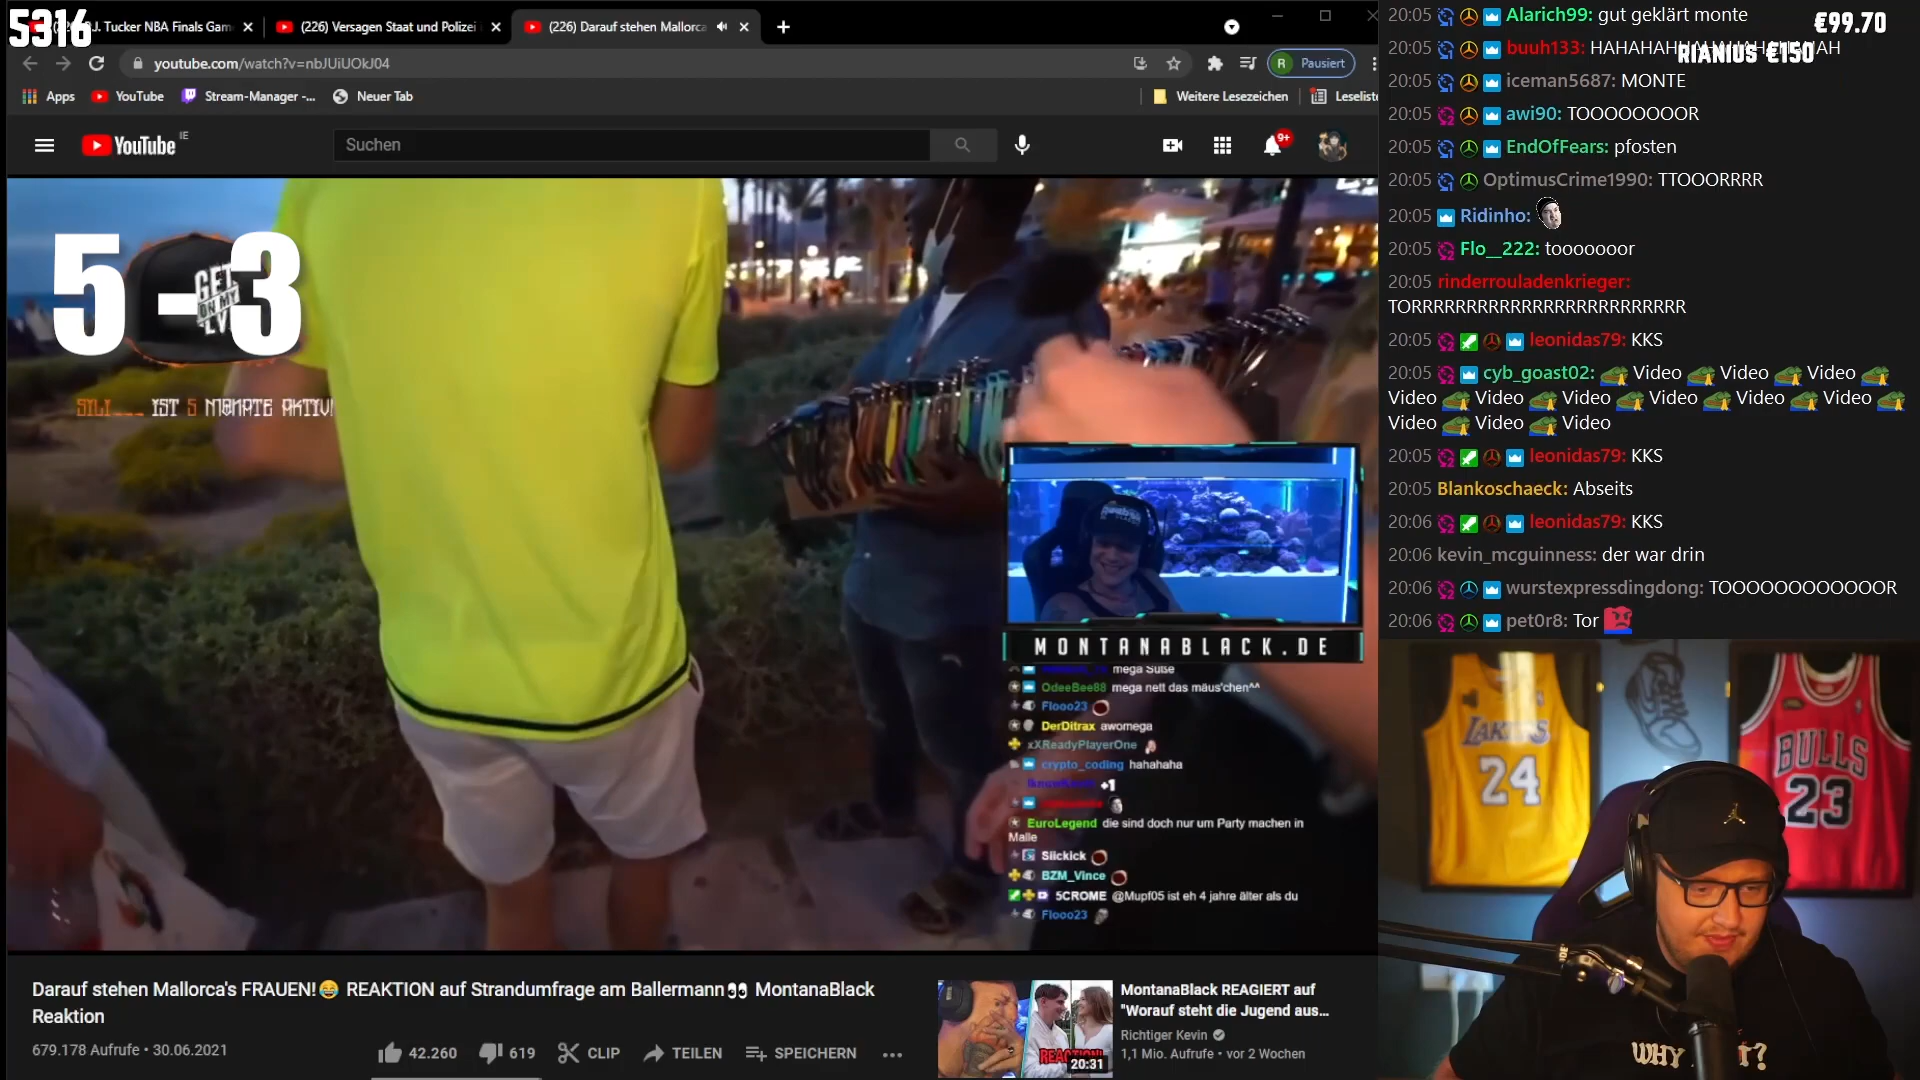 5316
J. Tucker NBA Finals Gam
(226) Versagen Staat und Polizei
(226) Darauf stehen Mallorca
youtube.com/watch?v=nbJUiUOkJ04
R Pausiert
Apps
YouTube
Stream-Manager -...
Neuer Tab
Weitere Lesezeichen
Leseliste
YouTube IE
Suchen
9+
5 - 3
GET ON MY LVL
IST 5 MONATE AKTIV!
MONTANABLACK.DE
mega Süße
OdeeBee88 mega nett das mäus'chen^^
Flooo23
DerDitrax awomega
xXReadyPlayerOne
crypto_coding hahahaha
+1
EuroLegend die sind doch nur um Party machen in
Malle
Slickick
BZM_Vince
5CROME @Mupf05 ist eh 4 jahre älter als du
Flooo23
Darauf stehen Mallorca's FRAUEN!😂 REAKTION auf Strandumfrage am Ballermann👀 MontanaBlack
Reaktion
679.178 Aufrufe • 30.06.2021
42.260
619
CLIP
TEILEN
SPEICHERN
REACTION!
20:31
MontanaBlack REAGIERT auf
"Worauf steht die Jugend aus...
Richtiger Kevin
1,1 Mio. Aufrufe • vor 2 Wochen
€99.70
RIANIUS €150
20:05 Alarich99: gut geklärt monte
20:05 buuh133:
20:05 iceman5687: MONTE
20:05 awi90: TOOOOOOOOR
20:05 EndOfFears: pfosten
20:05 OptimusCrime1990: TTOOORRRR
20:05 Ridinho:
20:05 Flo__222: tooooooor
20:05 rinderrouladenkrieger:
TORRRRRRRRRRRRRRRRRRRRRRRRR
20:05 leonidas79: KKS
20:05 cyb_goast02: Video Video Video
Video Video Video Video Video Video
Video Video Video
20:05 leonidas79: KKS
20:05 Blankoschaeck: Abseits
20:06 leonidas79: KKS
20:06 kevin_mcguinness: der war drin
20:06 wurstexpressdingdong: TOOOOOOOOOOOOR
20:06 pet0r8: Tor
LAKERS
24
BULLS
23
WHY